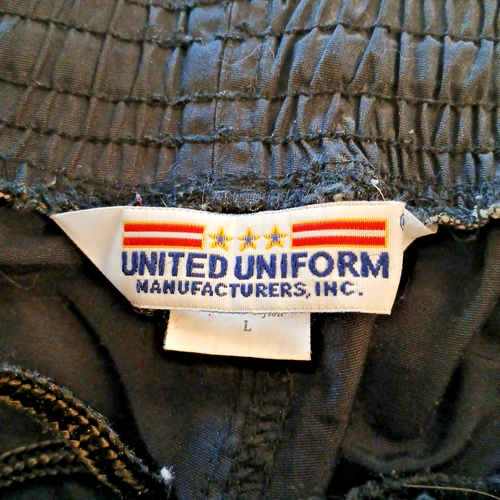 UNITED UNIFORM
MANUFACTURERS, INC.
L